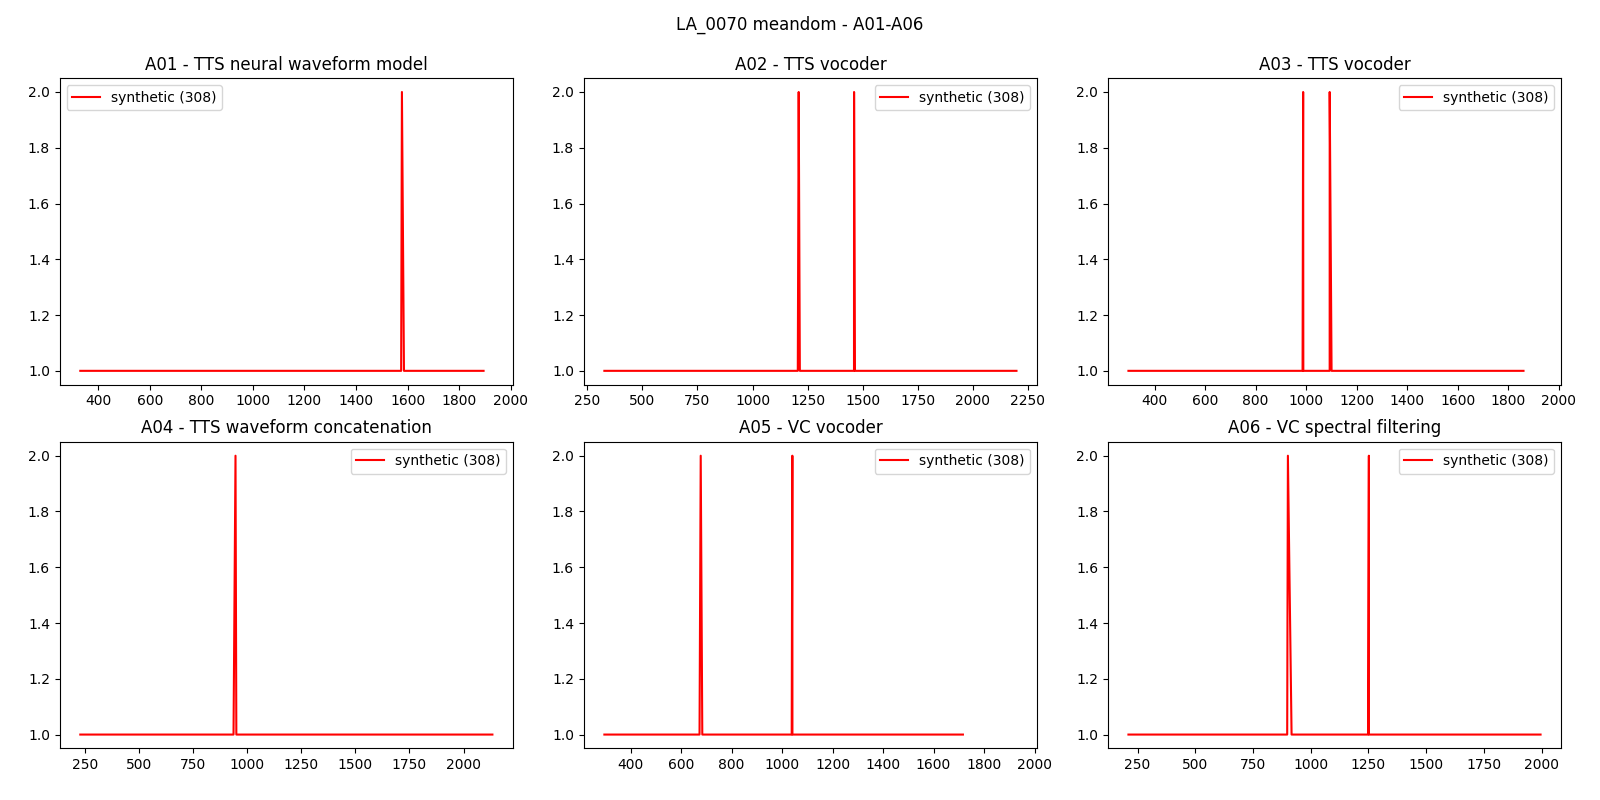 LA_0070 meandom - A01-A06
A01 - TTS neural waveform model
A02 - TTS vocoder
A03 - TTS vocoder
2.0
1.8
1.6
1.4
1.2
1.0
synthetic (308)
400 600 800 1000 1200 1400 1600 1800 2000
2.0
1.8
1.6
1.4
1.2
1.0
synthetic (308)
250 500 750 1000 1250 1500 1750 2000 2250
2.0
1.8
1.6
1.4
1.2
1.0
synthetic (308)
400 600 800 1000 1200 1400 1600 1800 2000
A04 - TTS waveform concatenation
A05 - VC vocoder
A06 - VC spectral filtering
2.0
1.8
1.6
1.4
1.2
1.0
synthetic (308)
250 500 750 1000 1250 1500 1750 2000
2.0
1.8
1.6
1.4
1.2
1.0
synthetic (308)
400 600 800 1000 1200 1400 1600 1800 2000
2.0
1.8
1.6
1.4
1.2
1.0
synthetic (308)
250 500 750 1000 1250 1500 1750 2000